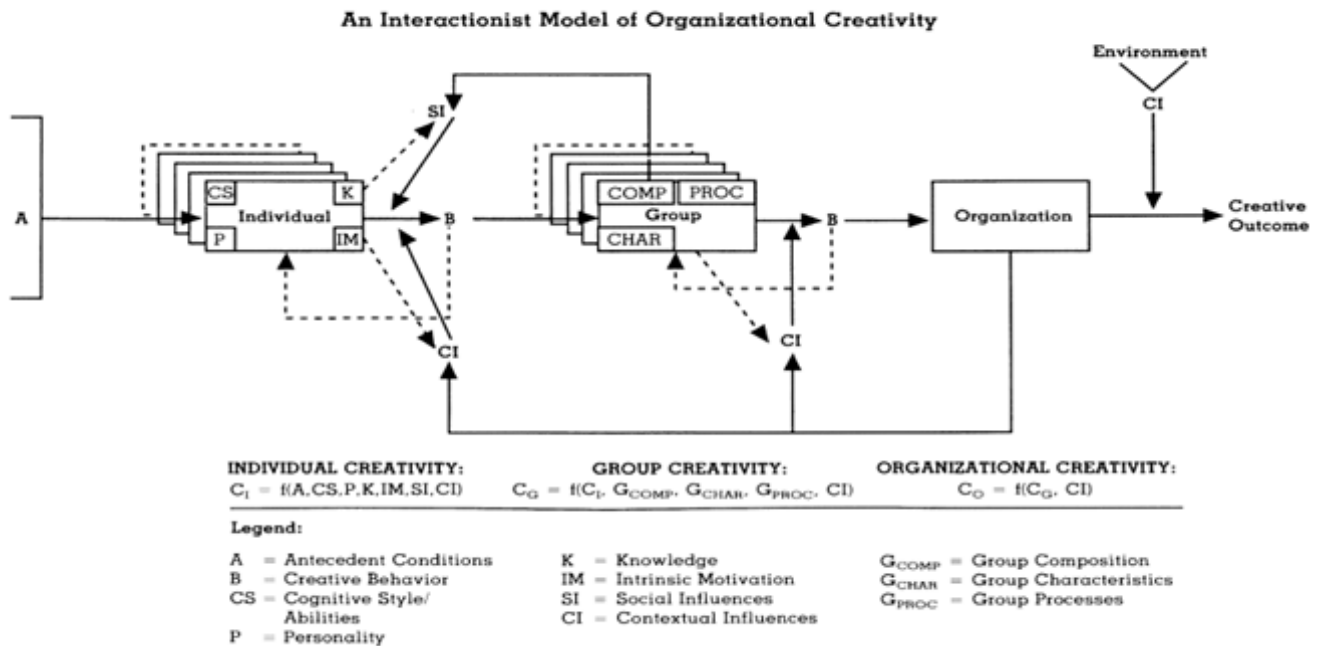 An Interactionist Model of Organizational Creativity
Environment
CI
SI
CS K
COMP PROC
A
Individual
B
Group
B
Organization
Creative
Outcome
P IM
CHAR
CI
CI
INDIVIDUAL CREATIVITY:
C_I = f(A,CS,P,K,IM,SI,CI)
GROUP CREATIVITY:
C_G = f(C_I, G_COMP, G_CHAR, G_PROC, CI)
ORGANIZATIONAL CREATIVITY:
C_O = f(C_G, CI)
Legend:
A = Antecedent Conditions
B = Creative Behavior
CS = Cognitive Style/
Abilities
P = Personality
K = Knowledge
IM = Intrinsic Motivation
SI = Social Influences
CI = Contextual Influences
G_COMP = Group Composition
G_CHAR = Group Characteristics
G_PROC = Group Processes